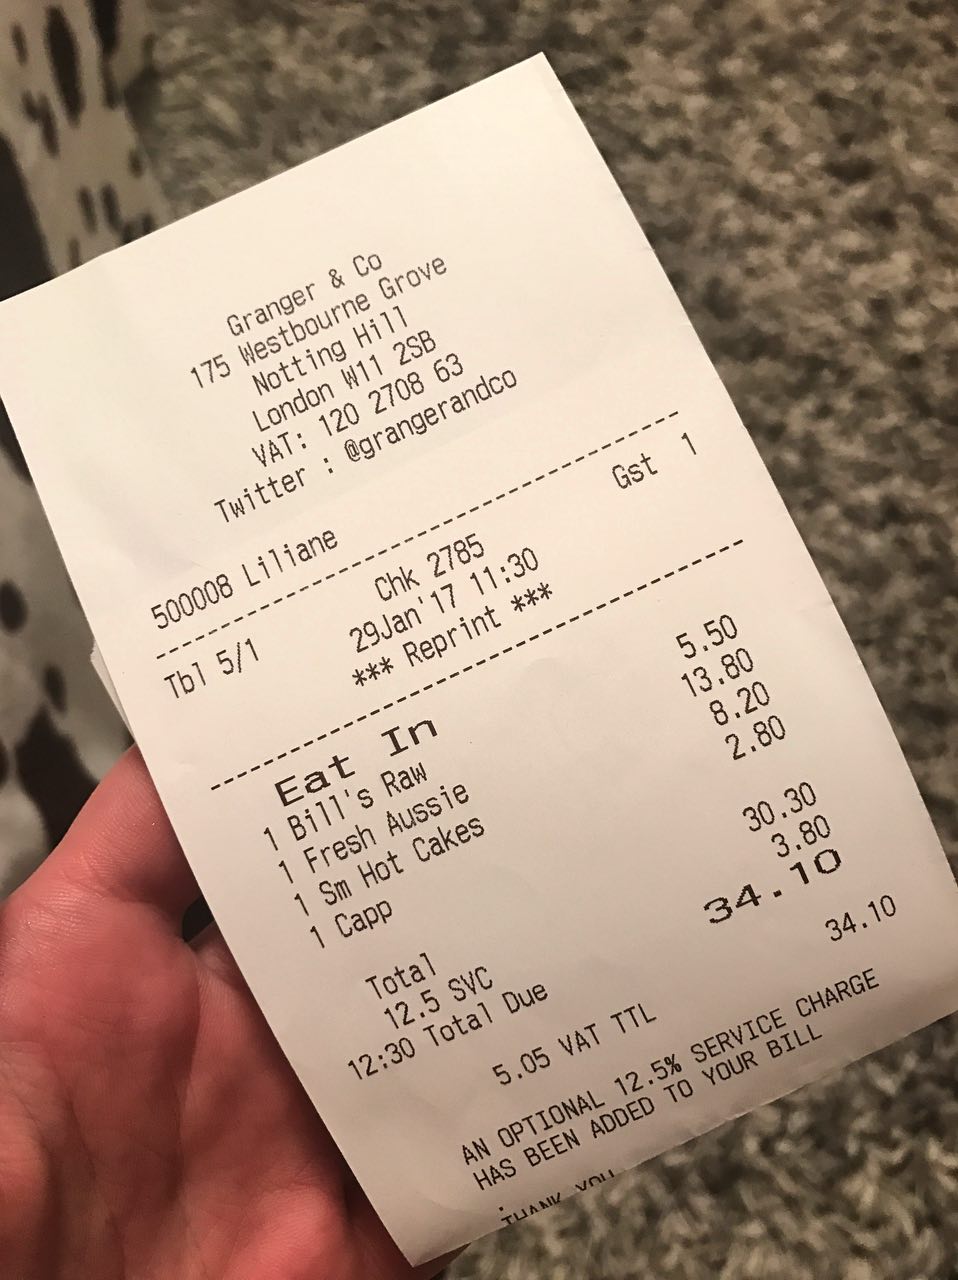 Granger & Co
175 Westbourne Grove
Notting Hill
London W11 2SB
VAT: 120 2708 63
Twitter : @grangerandco
500008 Liliane
Tbl 5/1 Chk 2785 Gst 1
29Jan'17 11:30
*** Reprint ***
Eat In
1 Bill's Raw 5.50
1 Fresh Aussie 13.80
1 Sm Hot Cakes 8.20
1 Capp 2.80
Total 30.30
12.5 SVC 3.80
12:30 Total Due 34.10
34.10
5.05 VAT TTL
AN OPTIONAL 12.5% SERVICE CHARGE
HAS BEEN ADDED TO YOUR BILL
.
THANK YOU